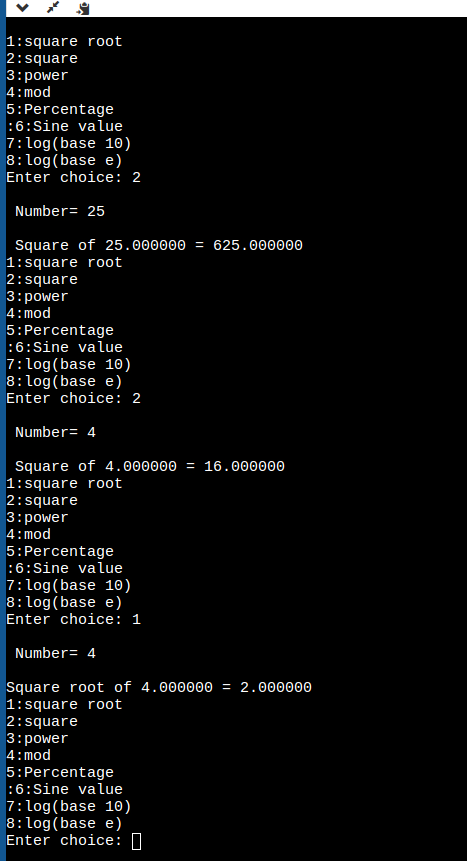 1:square root
2:square
3:power
4:mod
5:Percentage
:6:Sine value
7:log(base 10)
8:log(base e)
Enter choice: 2
Number= 25
Square of 25.000000 = 625.000000
1:square root
2:square
3:power
4:mod
5:Percentage
:6:Sine value
7:log(base 10)
8:log(base e)
Enter choice: 2
Number= 4
Square of 4.000000 = 16.000000
1:square root
2:square
3:power
4:mod
5:Percentage
:6:Sine value
7:log(base 10)
8:log(base e)
Enter choice: 1
Number= 4
Square root of 4.000000 = 2.000000
1:square root
2:square
3:power
4:mod
5:Percentage
:6:Sine value
7:log(base 10)
8:log(base e)
Enter choice: